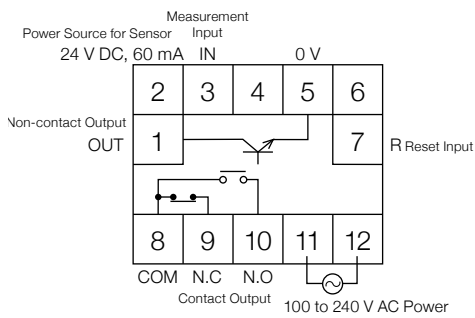 Measurement
Power Source for Sensor Input
24 V DC, 60 mA IN 0 V
2 3 4 5 6
Non-contact Output
OUT 1 7 R Reset Input
8 9 10 11 12
COM N.C N.O
Contact Output
100 to 240 V AC Power